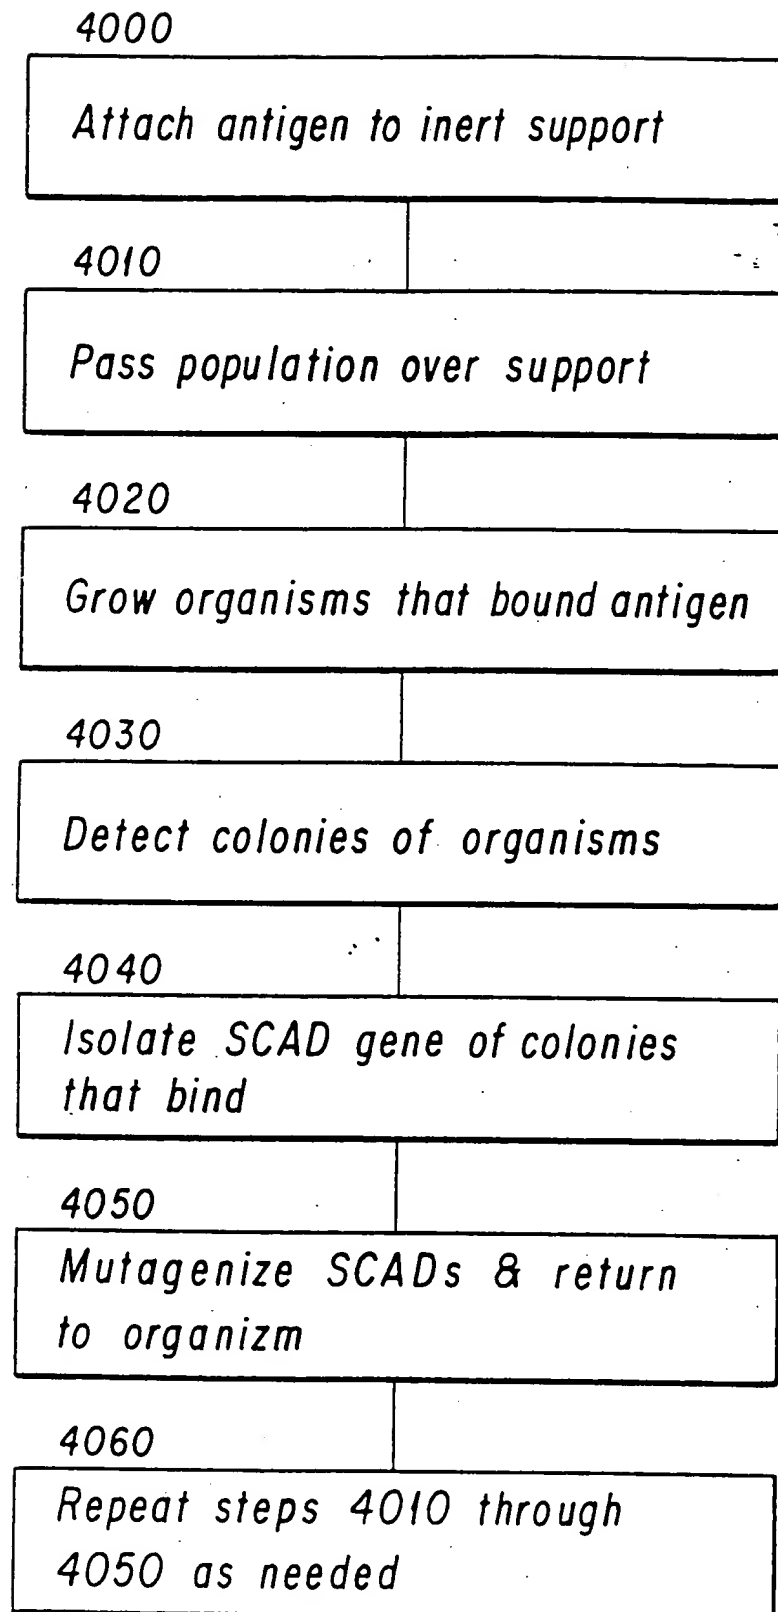 4000
Attach antigen to inert support
4010
Pass population over support
4020
Grow organisms that bound antigen
4030
Detect colonies of organisms
4040
Isolate SCAD gene of colonies
that bind
4050
Mutagenize SCADs & return
to organizm
4060
Repeat steps 4010 through
4050 as needed